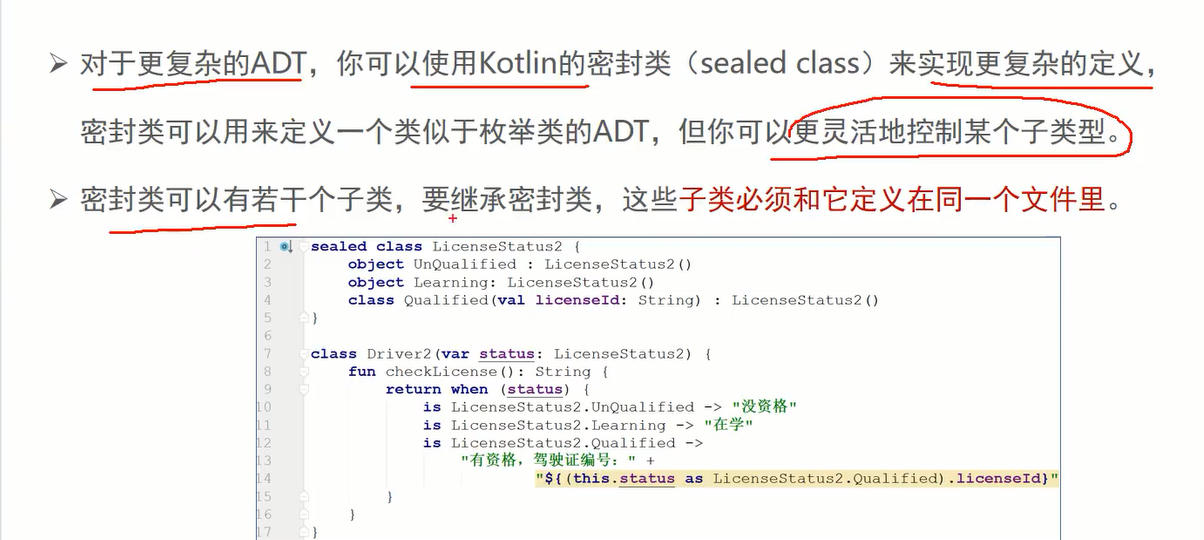 ➢ 对于更复杂的ADT，你可以使用Kotlin的密封类（sealed class）来实现更复杂的定义，
密封类可以用来定义一个类似于枚举类的ADT，但你可以更灵活地控制某个子类型。
➢ 密封类可以有若干个子类，要继承密封类，这些子类必须和它定义在同一个文件里。
1 sealed class LicenseStatus2 {
2 object UnQualified : LicenseStatus2()
3 object Learning: LicenseStatus2()
4 class Qualified(val licenseId: String) : LicenseStatus2()
5 }
6
7 class Driver2(var status: LicenseStatus2) {
8 fun checkLicense(): String {
9 return when (status) {
10 is LicenseStatus2.UnQualified -> "没资格"
11 is LicenseStatus2.Learning -> "在学"
12 is LicenseStatus2.Qualified ->
13 "有资格，驾驶证编号：" +
14 "${(this.status as LicenseStatus2.Qualified).licenseId}"
15 }
16 }
17 }